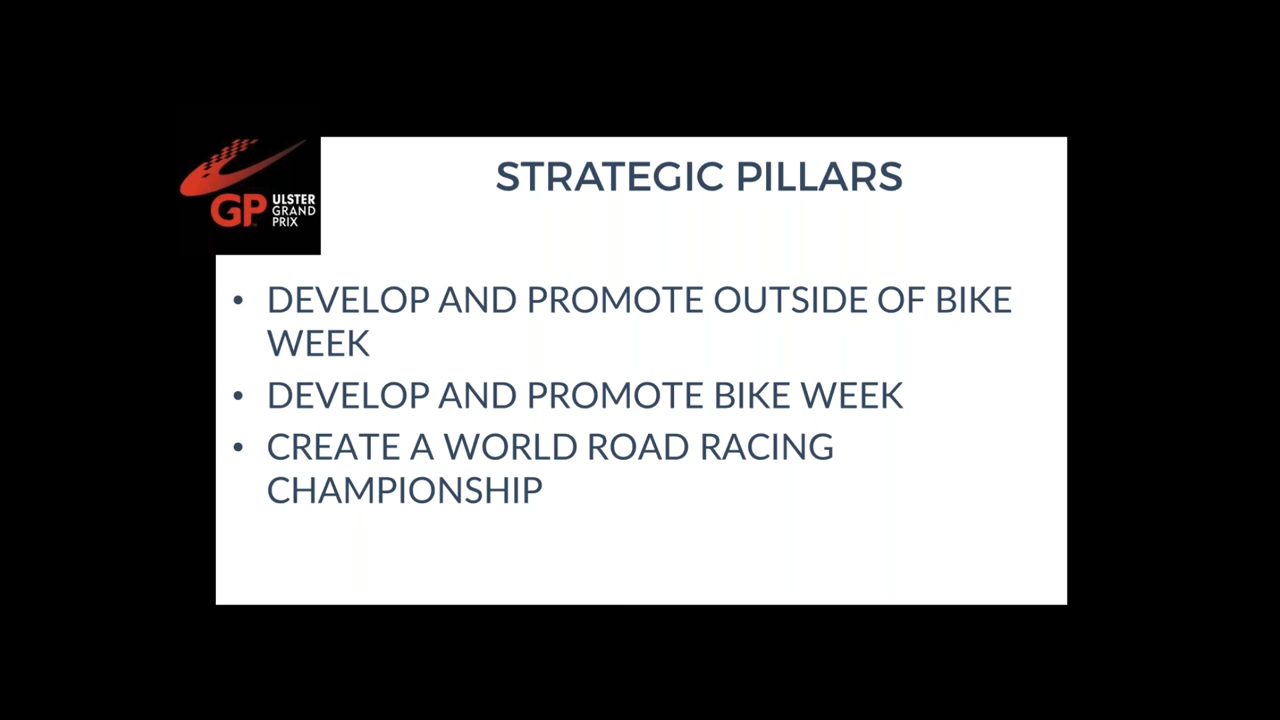 GP ULSTER
GRAND
PRIX
STRATEGIC PILLARS
• DEVELOP AND PROMOTE OUTSIDE OF BIKE
WEEK
• DEVELOP AND PROMOTE BIKE WEEK
• CREATE A WORLD ROAD RACING
CHAMPIONSHIP